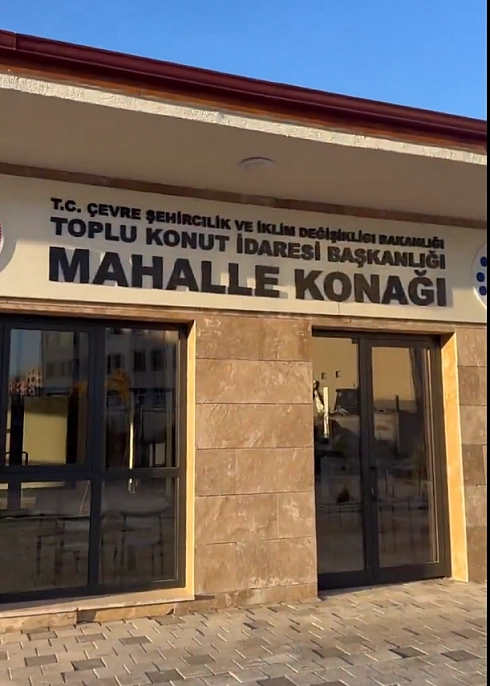 T.C. ÇEVRE ŞEHİRCİLİK VE İKLİM DEĞİŞİKLİĞİ BAKANLIĞI
TOPLU KONUT İDARESİ BAŞKANLIĞI
MAHALLE KONAĞI